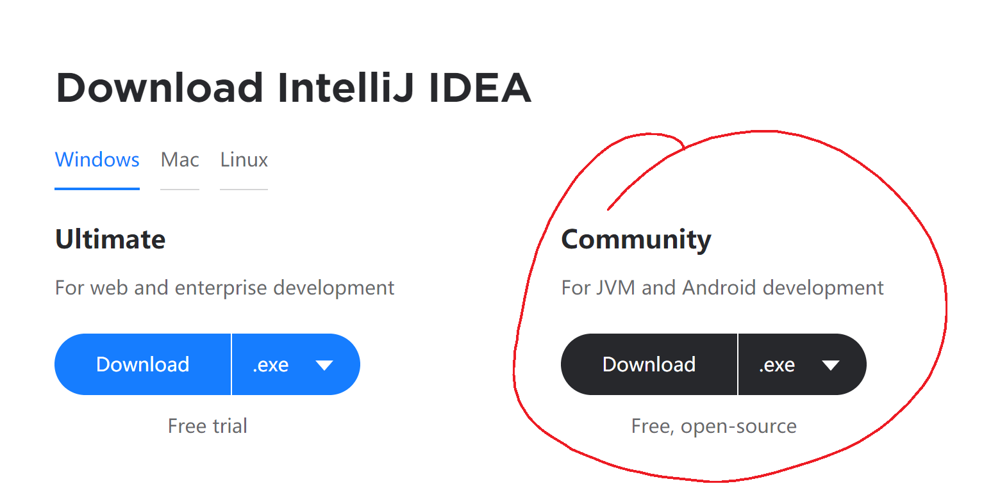 Download IntelliJ IDEA
Windows Mac Linux
Ultimate
For web and enterprise development
Download .exe
Free trial
Community
For JVM and Android development
Download .exe
Free, open-source